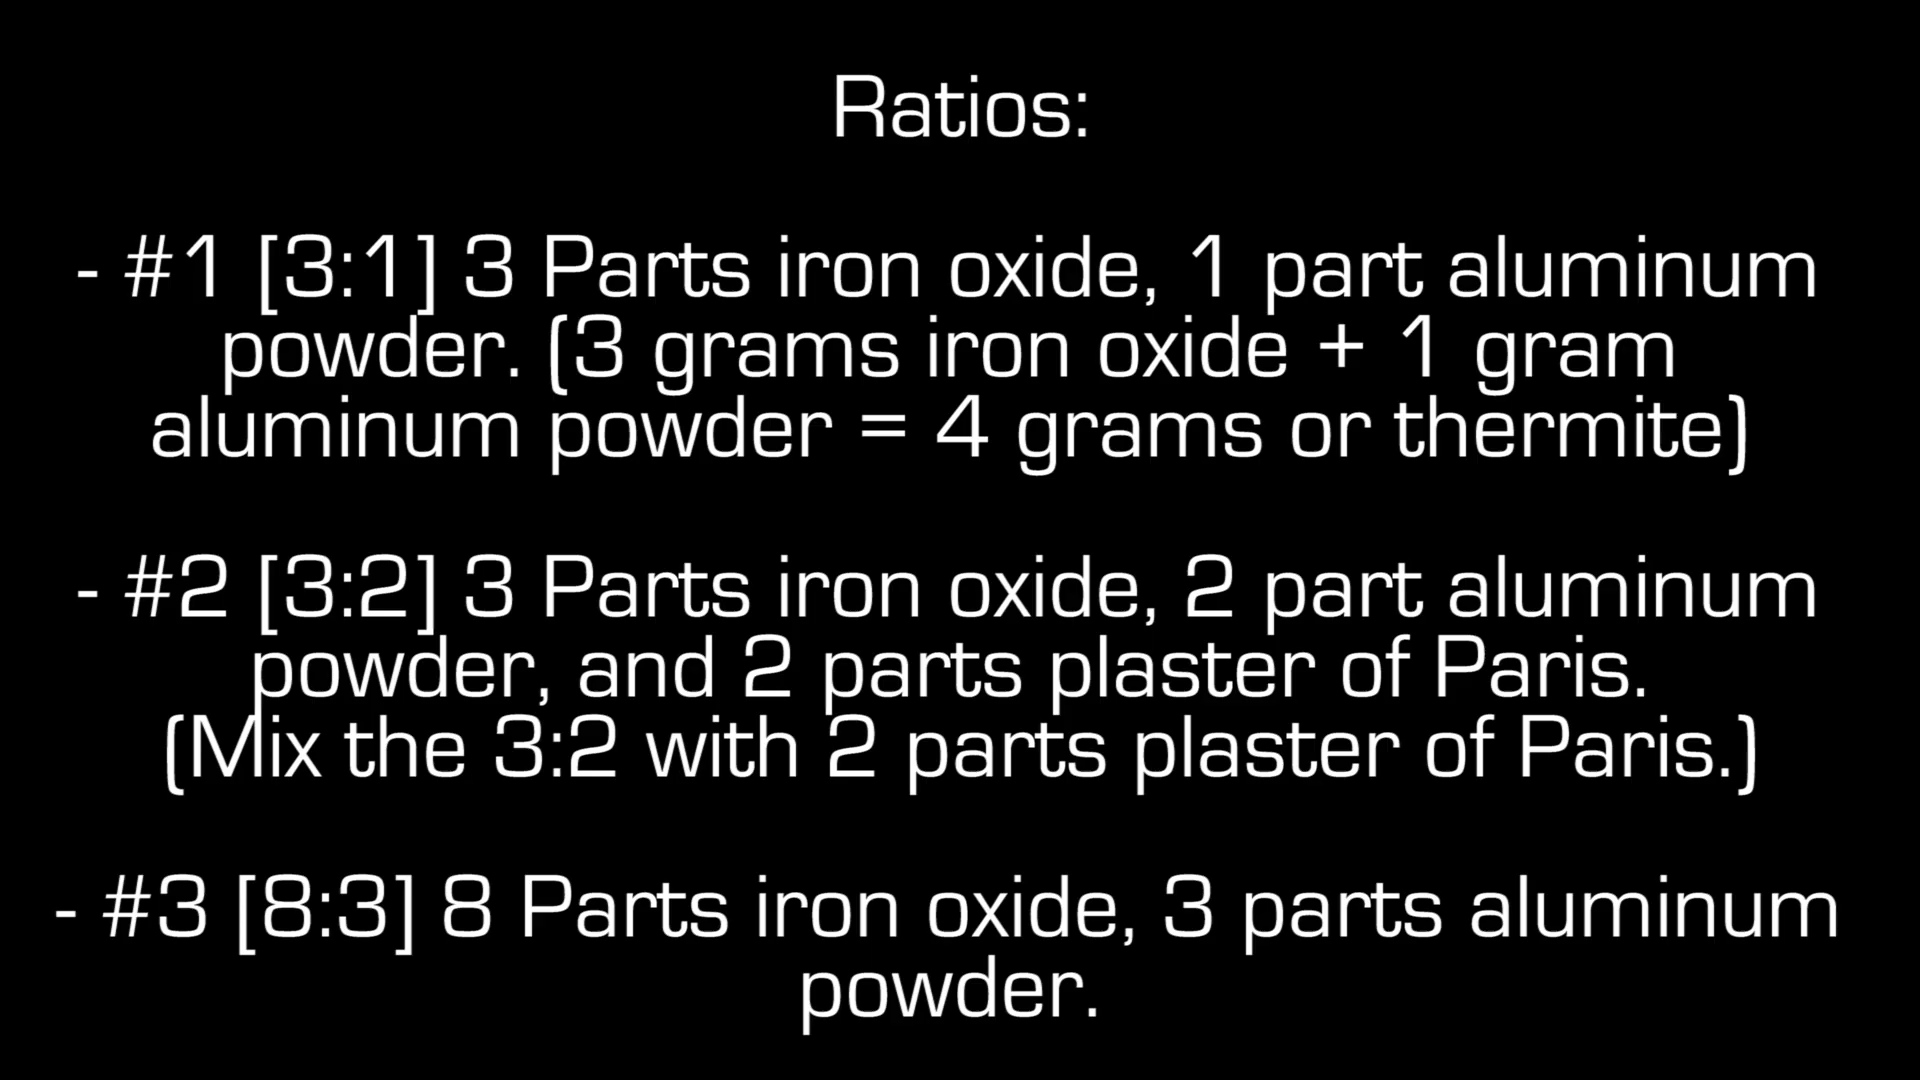 Ratios:
- #1 [3:1] 3 Parts iron oxide, 1 part aluminum
powder. (3 grams iron oxide + 1 gram
aluminum powder = 4 grams or thermite)
- #2 [3:2] 3 Parts iron oxide, 2 part aluminum
powder, and 2 parts plaster of Paris.
(Mix the 3:2 with 2 parts plaster of Paris.)
- #3 [8:3] 8 Parts iron oxide, 3 parts aluminum
powder.